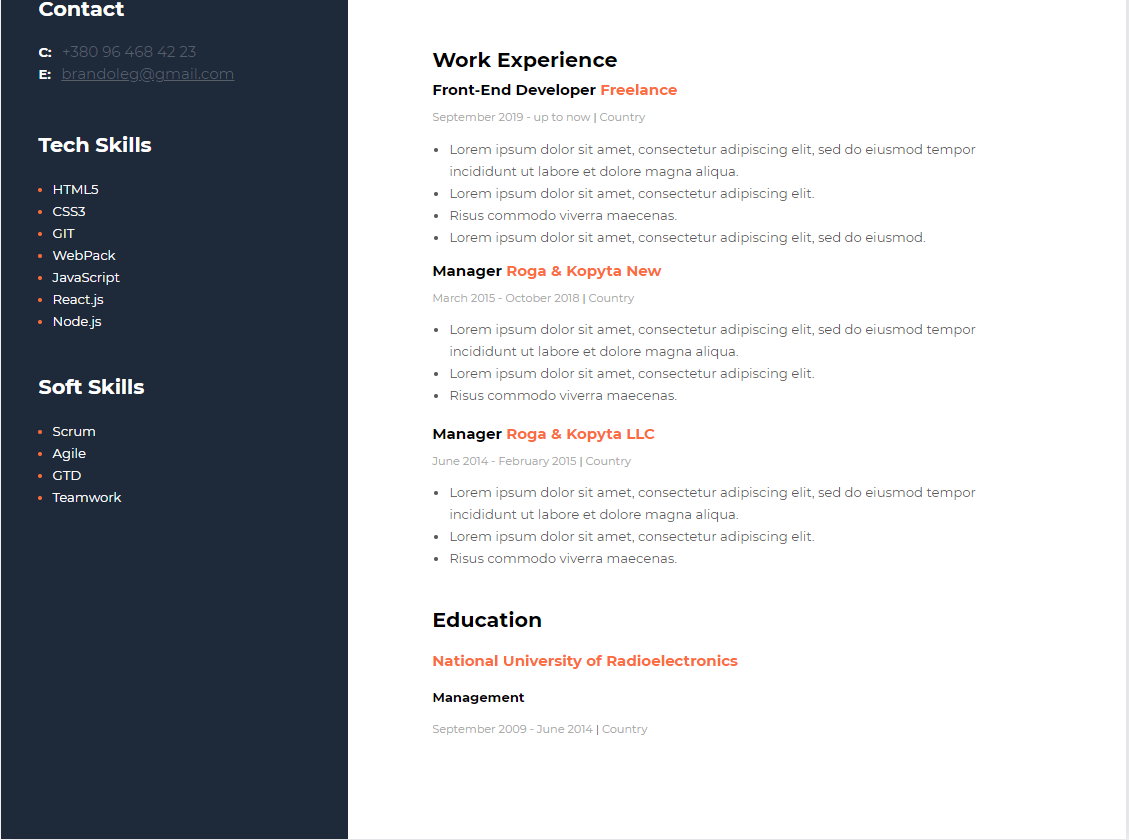 Contact
C: +380 96 468 42 23
E: brandoleg@gmail.com
Tech Skills
• HTML5
• CSS3
• GIT
• WebPack
• JavaScript
• React.js
• Node.js
Soft Skills
• Scrum
• Agile
• GTD
• Teamwork
Work Experience
Front-End Developer Freelance
September 2019 - up to now | Country
• Lorem ipsum dolor sit amet, consectetur adipiscing elit, sed do eiusmod tempor
incididunt ut labore et dolore magna aliqua.
• Lorem ipsum dolor sit amet, consectetur adipiscing elit.
• Risus commodo viverra maecenas.
• Lorem ipsum dolor sit amet, consectetur adipiscing elit, sed do eiusmod.
Manager Roga & Kopyta New
March 2015 - October 2018 | Country
• Lorem ipsum dolor sit amet, consectetur adipiscing elit, sed do eiusmod tempor
incididunt ut labore et dolore magna aliqua.
• Lorem ipsum dolor sit amet, consectetur adipiscing elit.
• Risus commodo viverra maecenas.
Manager Roga & Kopyta LLC
June 2014 - February 2015 | Country
• Lorem ipsum dolor sit amet, consectetur adipiscing elit, sed do eiusmod tempor
incididunt ut labore et dolore magna aliqua.
• Lorem ipsum dolor sit amet, consectetur adipiscing elit.
• Risus commodo viverra maecenas.
Education
National University of Radioelectronics
Management
September 2009 - June 2014 | Country